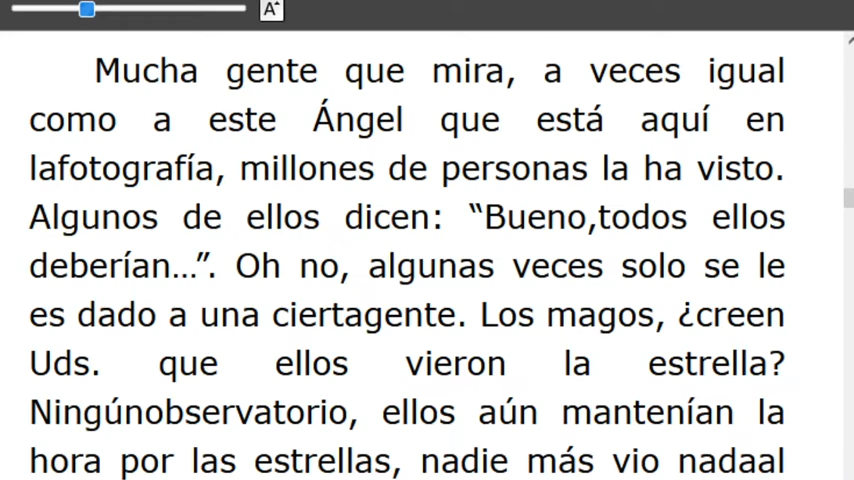 A
Mucha gente que mira, a veces igual
como a este Ángel que está aquí en
lafotografía, millones de personas la ha visto.
Algunos de ellos dicen: “Bueno,todos ellos
deberían…”. Oh no, algunas veces solo se le
es dado a una ciertagente. Los magos, ¿creen
Uds. que ellos vieron la estrella?
Ningúnobservatorio, ellos aún mantenían la
hora por las estrellas, nadie más vio nadaal